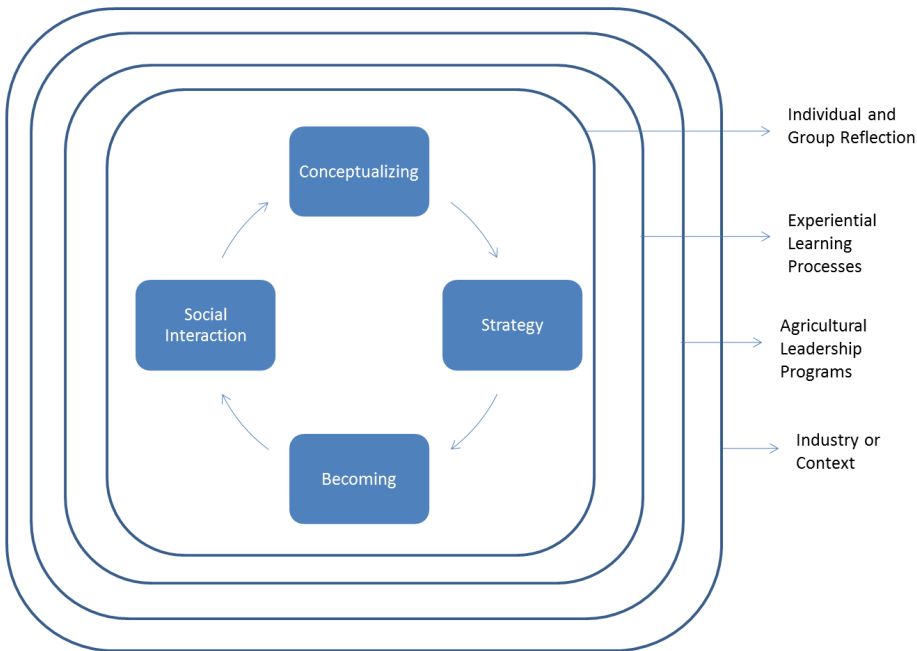 Conceptualizing
Social
Interaction
Strategy
Becoming
Individual and
Group Reflection
Experiential
Learning
Processes
Agricultural
Leadership
Programs
Industry or
Context